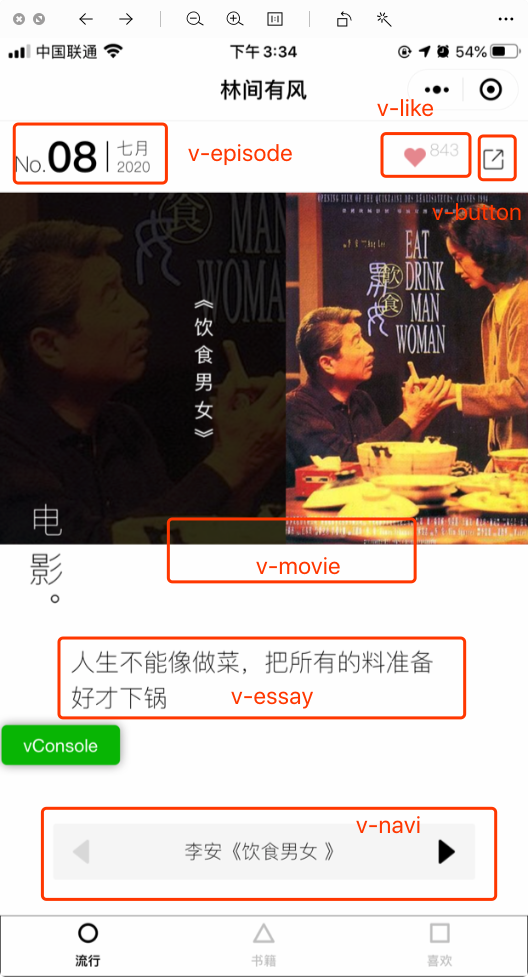 中国联通
下午3:34
54%
林间有风
v-like
No.08
七月
2020
v-episode
843
v-button
OPENING FILM OF THE QUINZAINE DES REALISATEURS, CANNES 1994
MAN
WOMAN
飲
食
《饮食男女》
EAT
DRINK
MAN
WOMAN
男女
飲
食
电影。
v-movie
人生不能像做菜，把所有的料准备
好才下锅
v-essay
vConsole
v-navi
李安《饮食男女 》
流行
书籍
喜欢